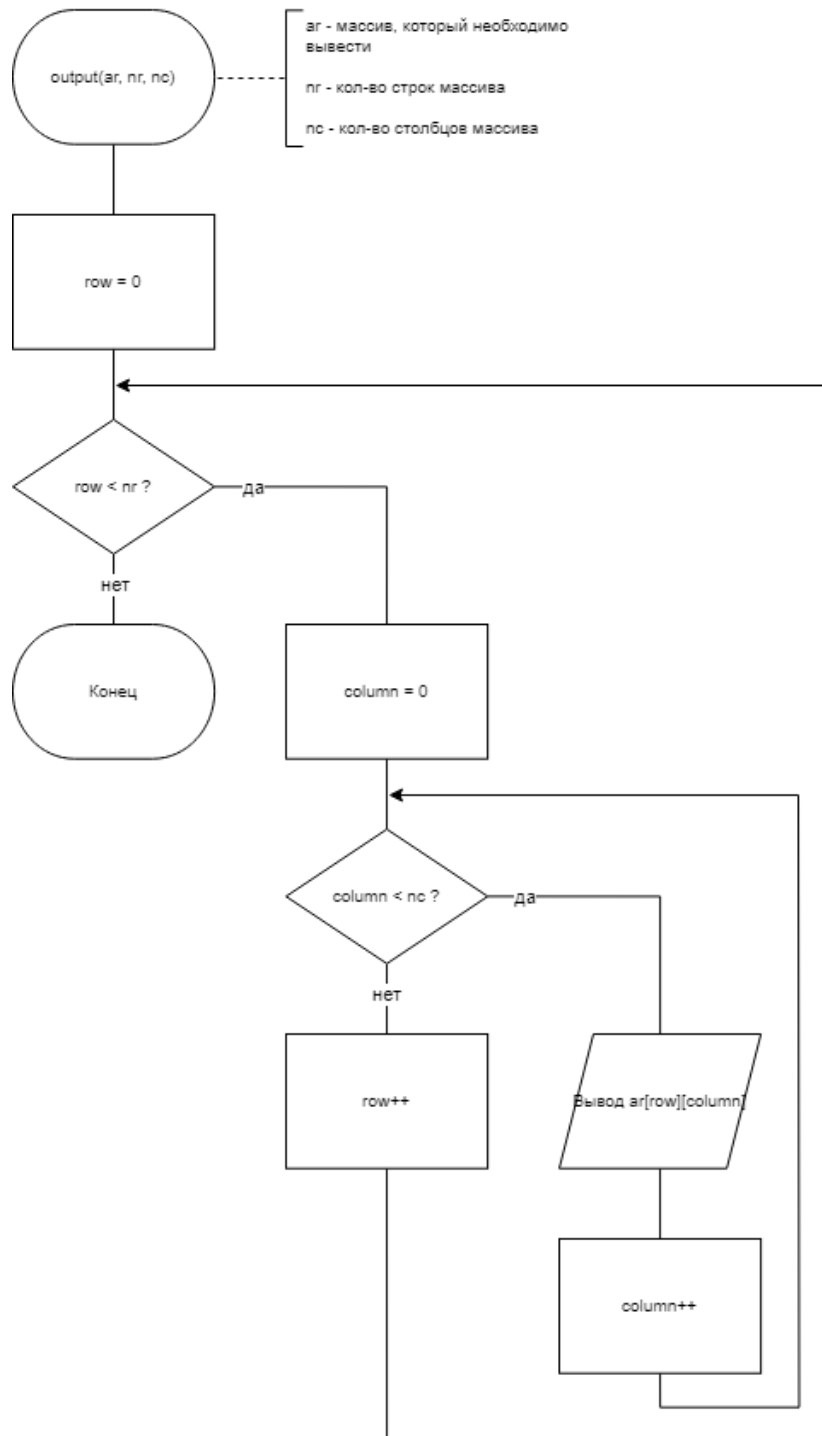 output(ar, nr, nc)
ar - массив, который необходимо
вывести
nr - кол-во строк массива
nc - кол-во столбцов массива
row = 0
row < nr ?
да
нет
Конец
column = 0
column < nc ?
да
нет
row++
Вывод ar[row][column]
column++